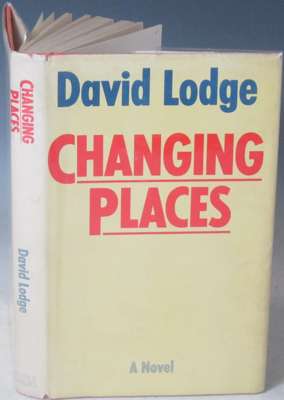 David Lodge
CHANGING
PLACES
A Novel
CHANGING
PLACES
David Lodge